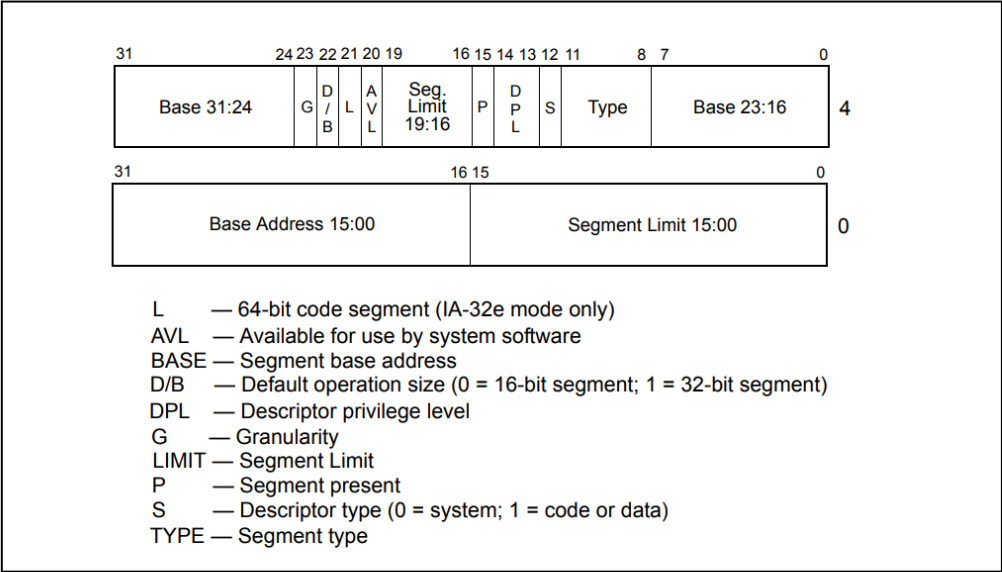 31 24 23 22 21 20 19 16 15 14 13 12 11 8 7 0
Base 31:24 G D/B L AVL Seg. Limit 19:16 P DPL S Type Base 23:16 4
31 16 15 0
Base Address 15:00 Segment Limit 15:00 0
L — 64-bit code segment (IA-32e mode only)
AVL — Available for use by system software
BASE — Segment base address
D/B — Default operation size (0 = 16-bit segment; 1 = 32-bit segment)
DPL — Descriptor privilege level
G — Granularity
LIMIT — Segment Limit
P — Segment present
S — Descriptor type (0 = system; 1 = code or data)
TYPE — Segment type